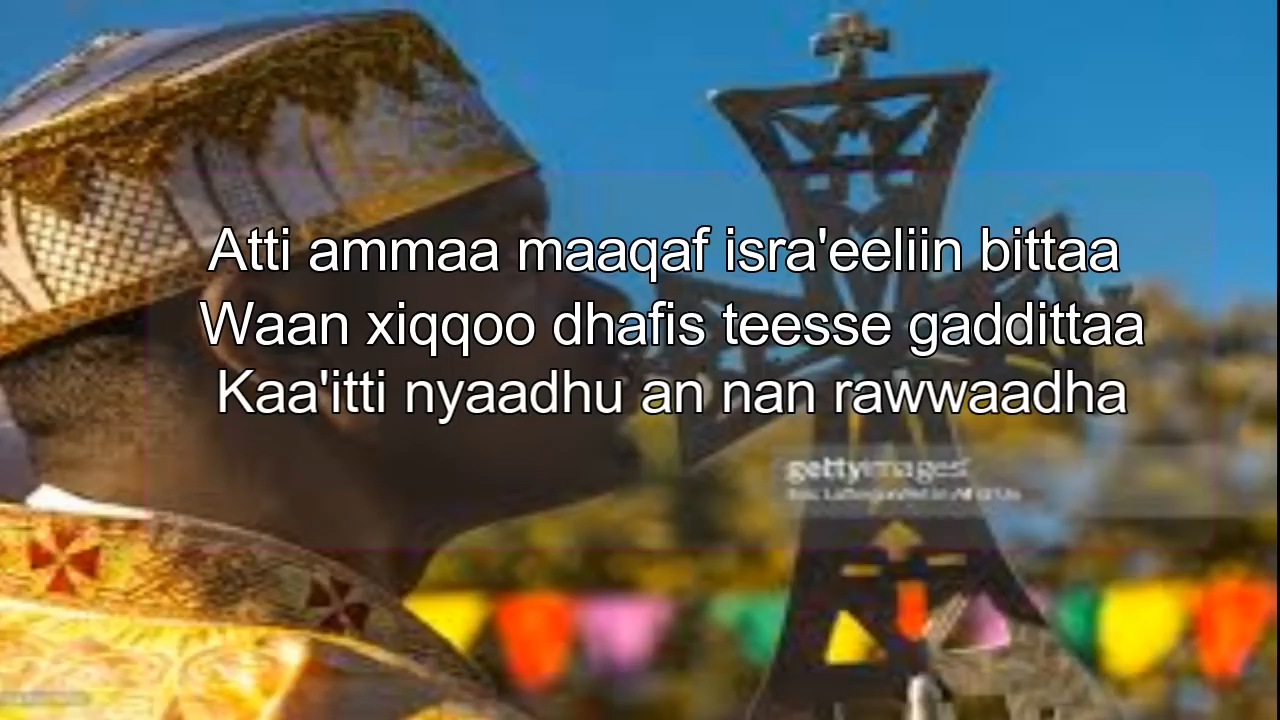 Atti ammaa maaqaf isra'eeliin bittaa
Waan xiqqoo dhafis teesse gaddittaa
Kaa'itti nyaadhu an nan rawwaadha
gettyimages